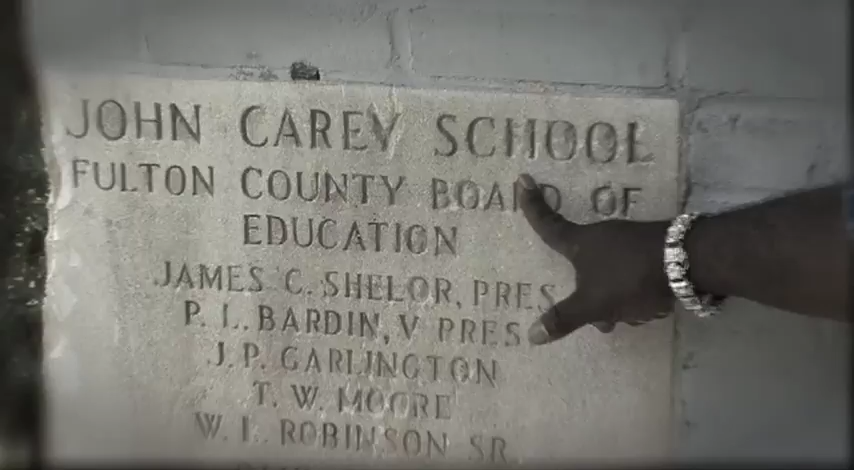 JOHN CAREY SCHOOL
FULTON COUNTY BOARD OF
EDUCATION
JAMES C. SHELOR, PRES
P. L. BARDIN, V PRES
J. P. GARLINGTON
T. W. MOORE
W. L. ROBINSON SR